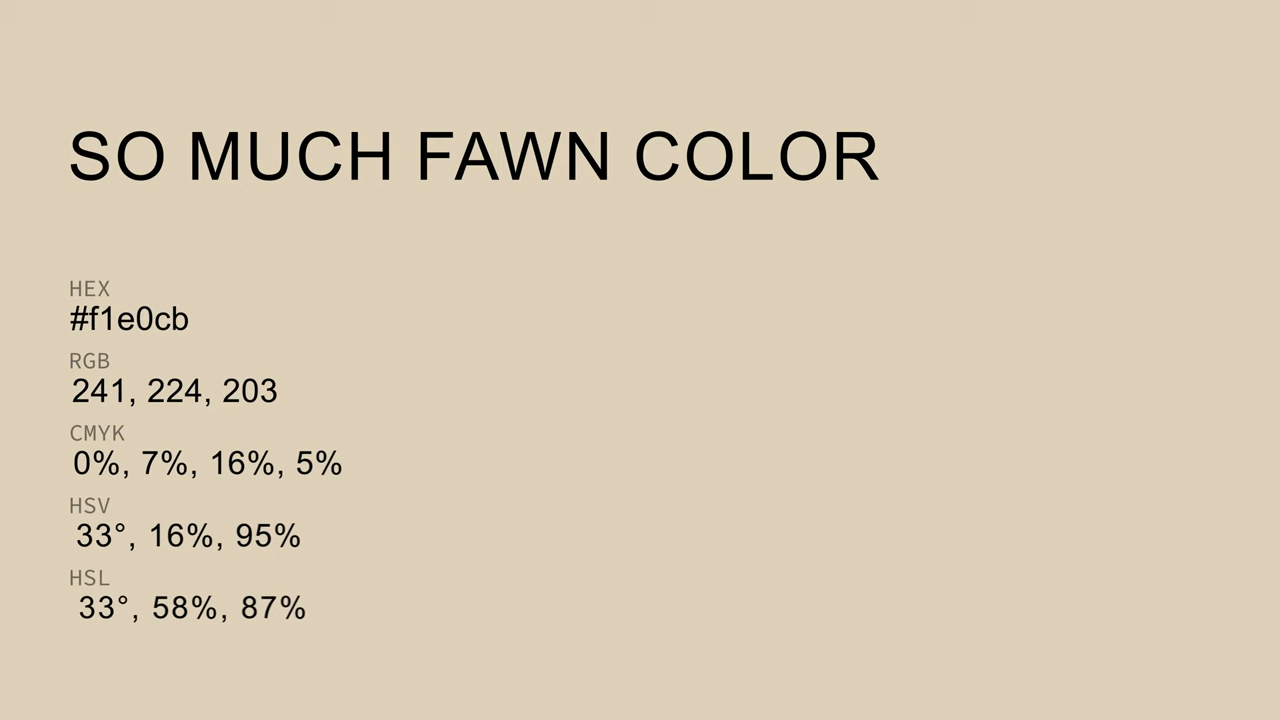 SO MUCH FAWN COLOR
HEX
#f1e0cb
RGB
241, 224, 203
CMYK
0%, 7%, 16%, 5%
HSV
33°, 16%, 95%
HSL
33°, 58%, 87%